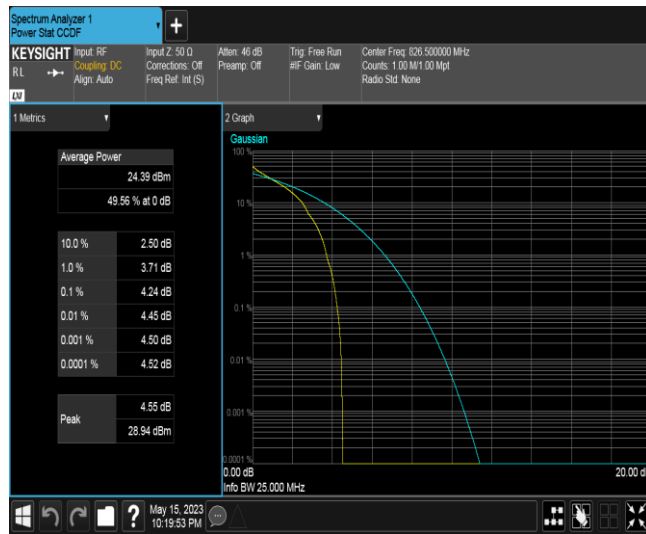 Spectrum Analyzer 1
Power Stat CCDF
+
KEYSIGHT
RL
LXI
Input: RF
Coupling: DC
Align: Auto
Input Z: 50 Ω
Corrections: Off
Freq Ref: Int (S)
Atten: 46 dB
Preamp: Off
Trig: Free Run
#IF Gain: Low
Center Freq: 826.500000 MHz
Counts: 1.00 M/1.00 Mpt
Radio Std: None
1 Metrics
Average Power
24.39 dBm
49.56 % at 0 dB
10.0 % 2.50 dB
1.0 % 3.71 dB
0.1 % 4.24 dB
0.01 % 4.45 dB
0.001 % 4.50 dB
0.0001 % 4.52 dB
Peak
4.55 dB
28.94 dBm
2 Graph
Gaussian
100 %
10 %
1 %
0.1 %
0.01 %
0.001 %
0.0001 %
0.00 dB
20.00 d
Info BW 25.000 MHz
?
May 15, 2023
10:19:53 PM